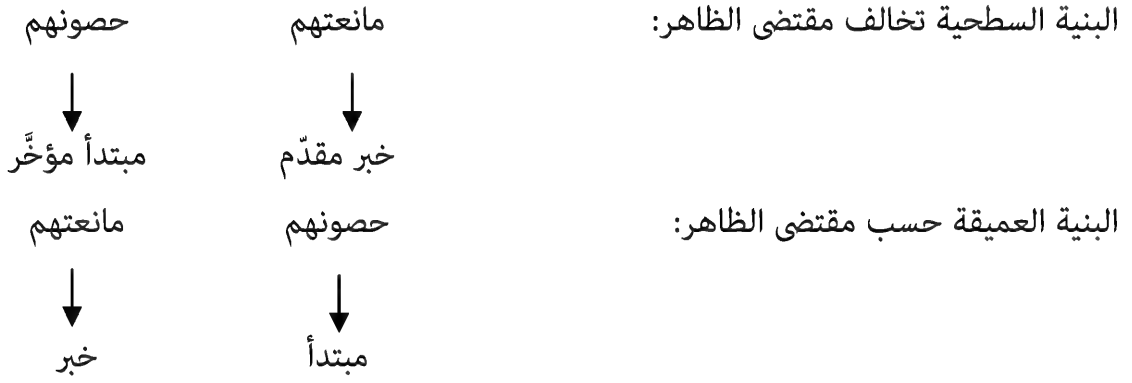 البنية السطحية تخالف مقتضى الظاهر: مانعتهم حصونهم
خبر مقدّم مبتدأ مؤخَّر
البنية العميقة حسب مقتضى الظاهر: حصونهم مانعتهم
مبتدأ خبر